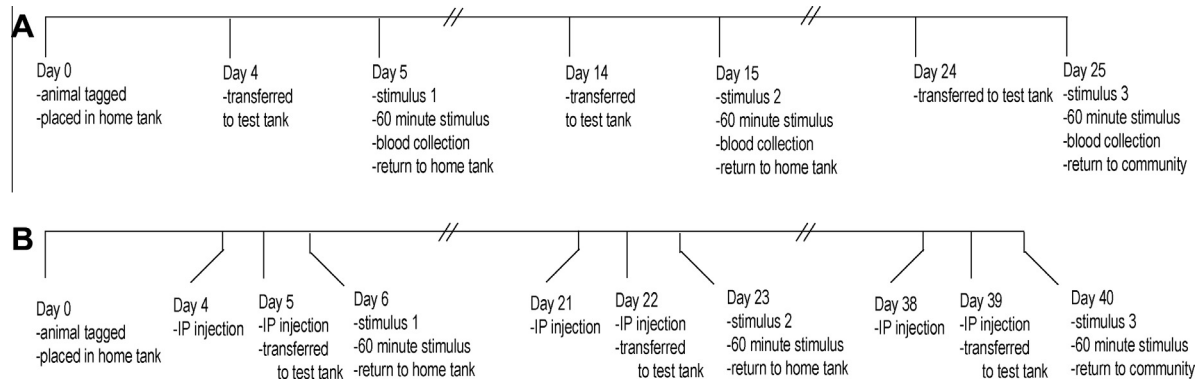 A
Day 0
-animal tagged
-placed in home tank
Day 4
-transferred
to test tank
Day 5
-stimulus 1
-60 minute stimulus
-blood collection
-return to home tank
Day 14
-transferred
to test tank
Day 15
-stimulus 2
-60 minute stimulus
-blood collection
-return to home tank
Day 24
-transferred to test tank
Day 25
-stimulus 3
-60 minute stimulus
-blood collection
-return to community
B
Day 0
-animal tagged
-placed in home tank
Day 4
-IP injection
Day 5
-IP injection
-transferred
to test tank
Day 6
-stimulus 1
-60 minute stimulus
-return to home tank
Day 21
-IP injection
Day 22
-IP injection
-transferred
to test tank
Day 23
-stimulus 2
-60 minute stimulus
-return to home tank
Day 38
-IP injection
Day 39
-IP injection
-transferred
to test tank
Day 40
-stimulus 3
-60 minute stimulus
-return to community